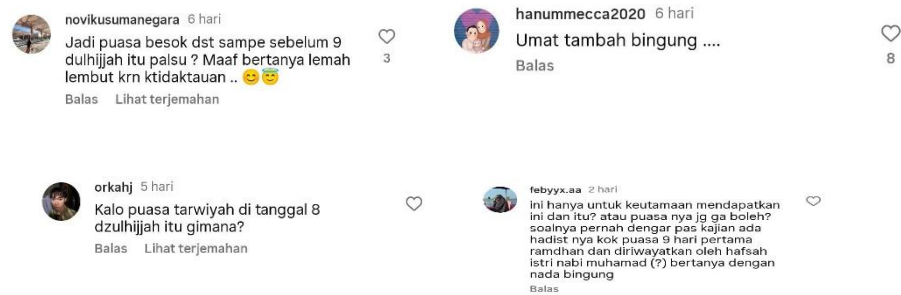 novikusumanegara 6 hari
Jadi puasa besok dst sampe sebelum 9
dulhijjah itu palsu ? Maaf bertanya lemah
lembut krn ktidaktauan .. 😊😇
3
Balas Lihat terjemahan
hanummecca2020 6 hari
Umat tambah bingung ....
8
Balas
orkahj 5 hari
Kalo puasa tarwiyah di tanggal 8
dzulhijjah itu gimana?
Balas Lihat terjemahan
febyyx.aa 2 hari
ini hanya untuk keutamaan mendapatkan
ini dan itu? atau puasa nya jg ga boleh?
soalnya pernah dengar pas kajian ada
hadist nya kok puasa 9 hari pertama
ramdhan dan diriwayatkan oleh hafsah
istri nabi muhamad (?) bertanya dengan
nada bingung
Balas